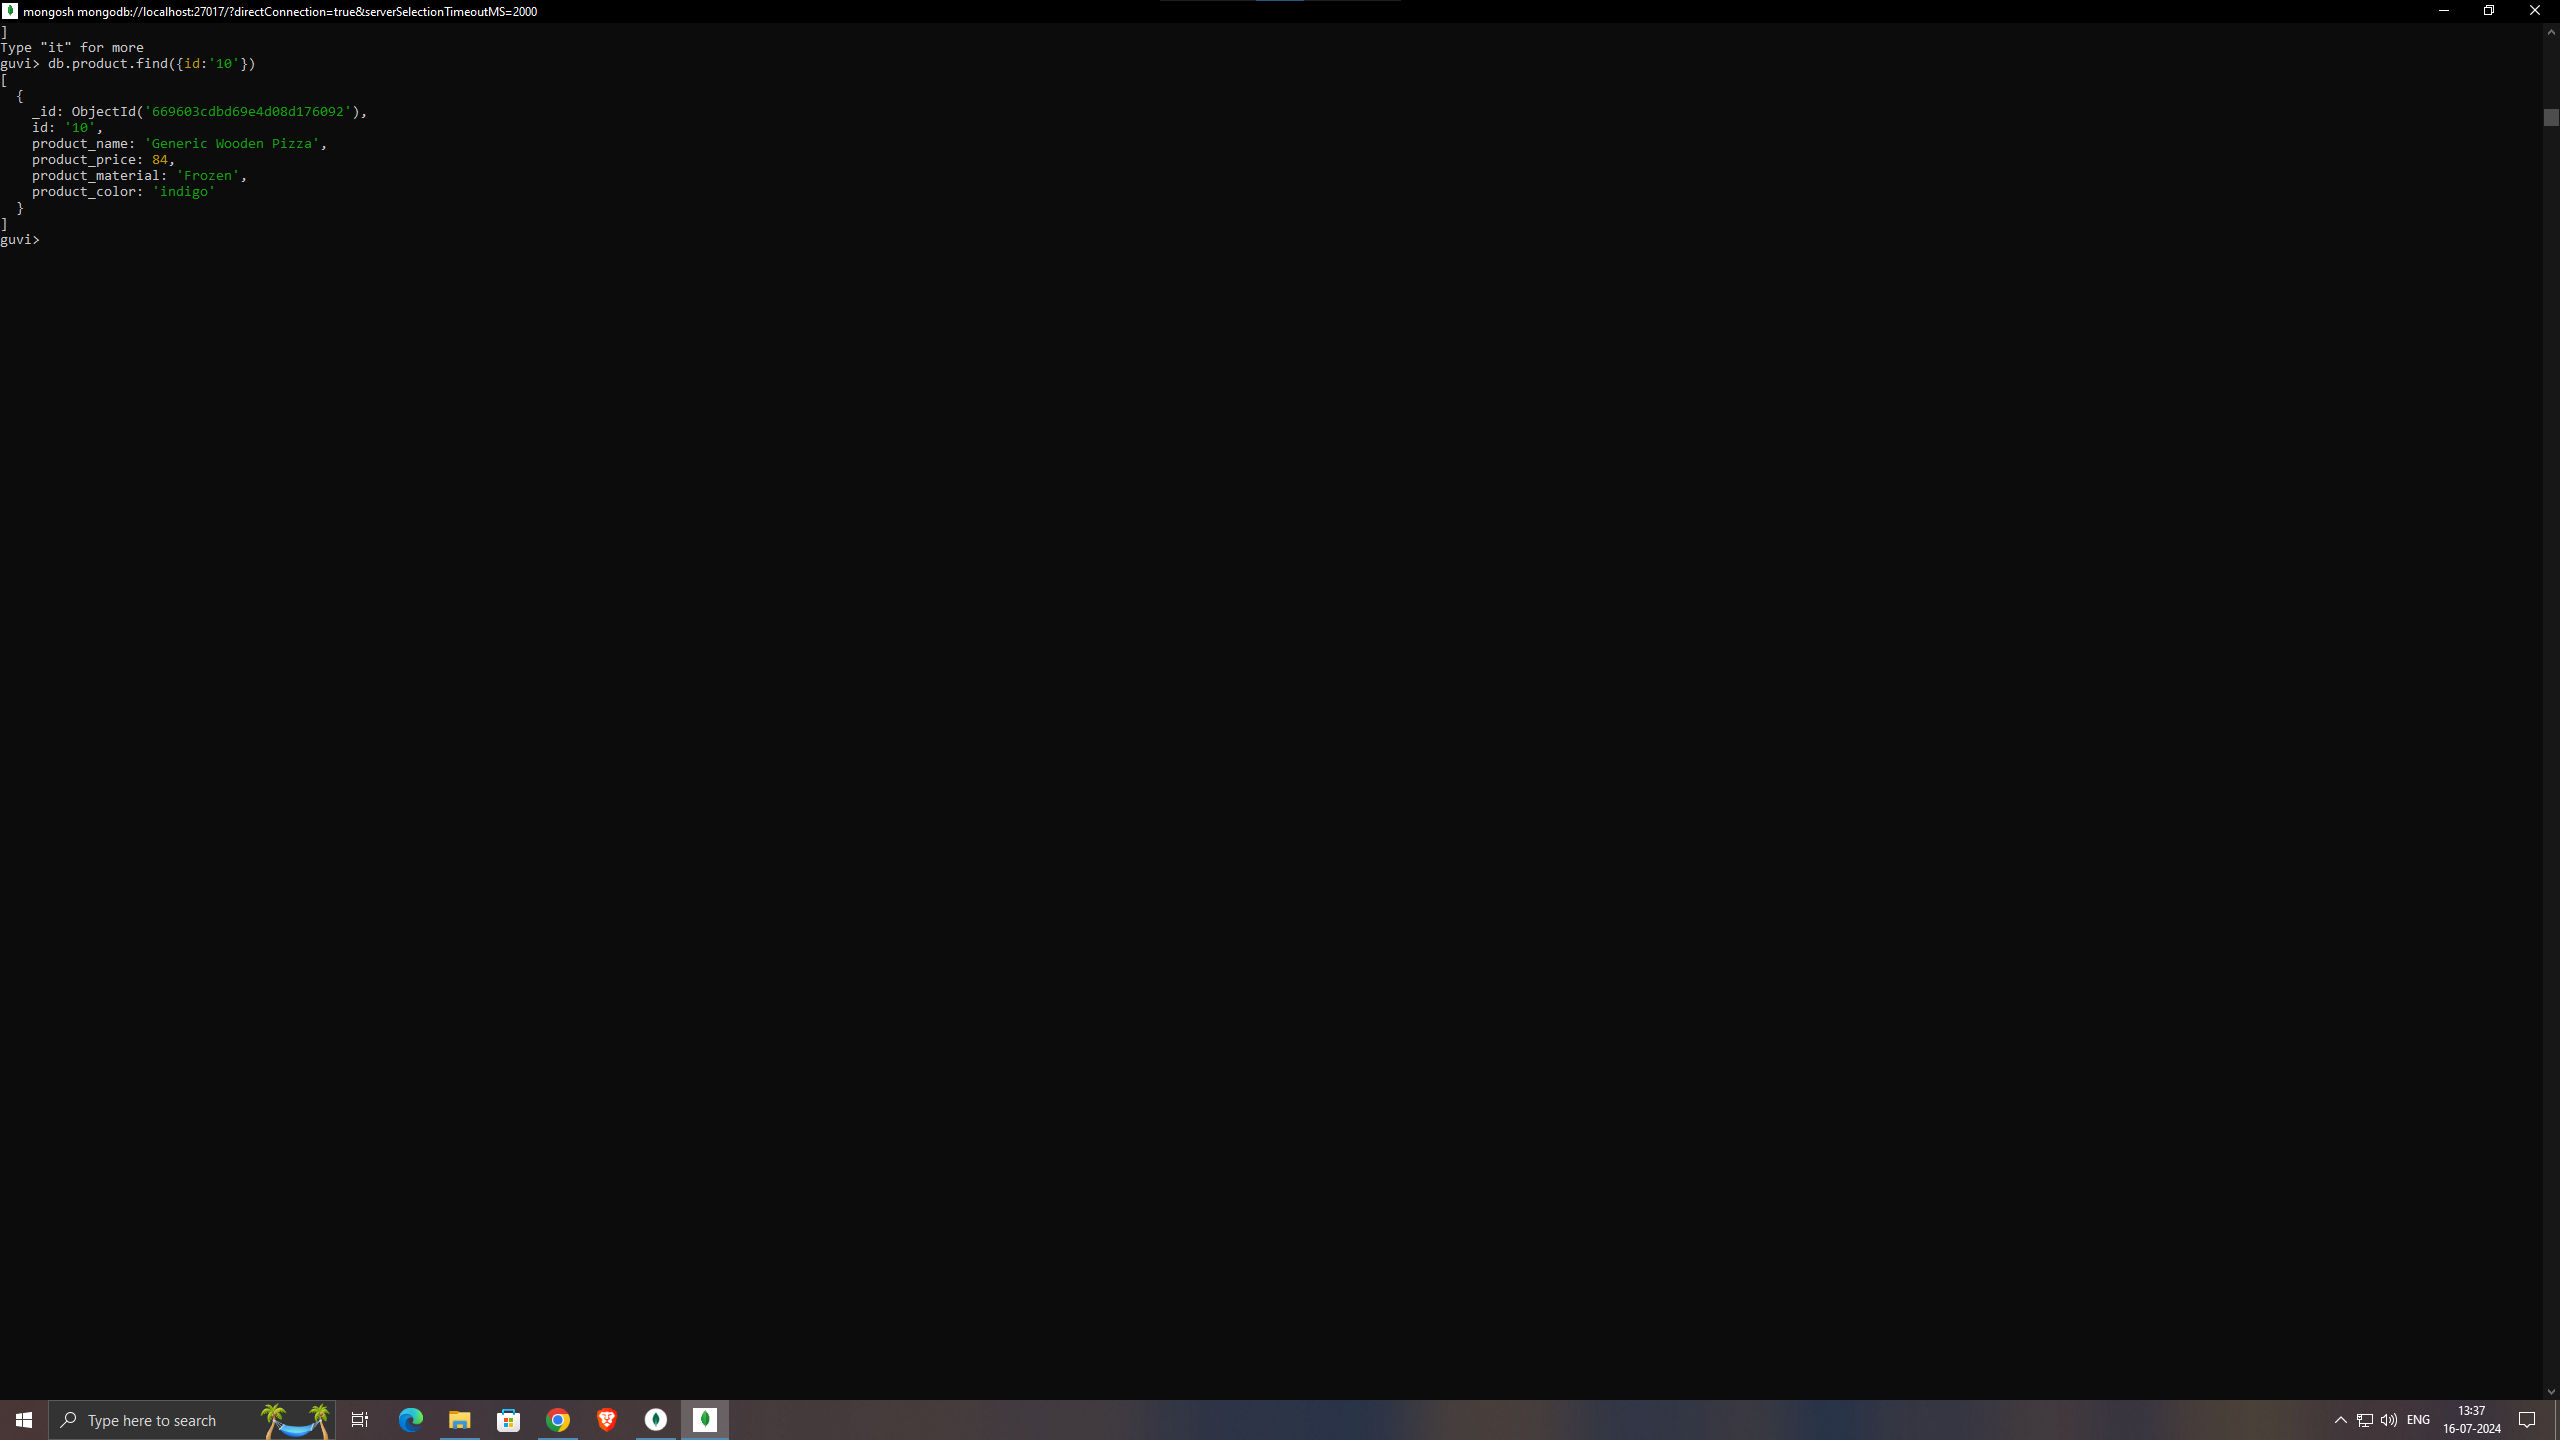 mongosh mongodb://localhost:27017/?directConnection=true&serverSelectionTimeoutMS=2000
]
Type "it" for more
guvi> db.product.find({id:'10'})
[
  {
    _id: ObjectId('669603cdbd69e4d08d176092'),
    id: '10',
    product_name: 'Generic Wooden Pizza',
    product_price: 84,
    product_material: 'Frozen',
    product_color: 'indigo'
  }
]
guvi>
Type here to search
ENG
13:37
16-07-2024